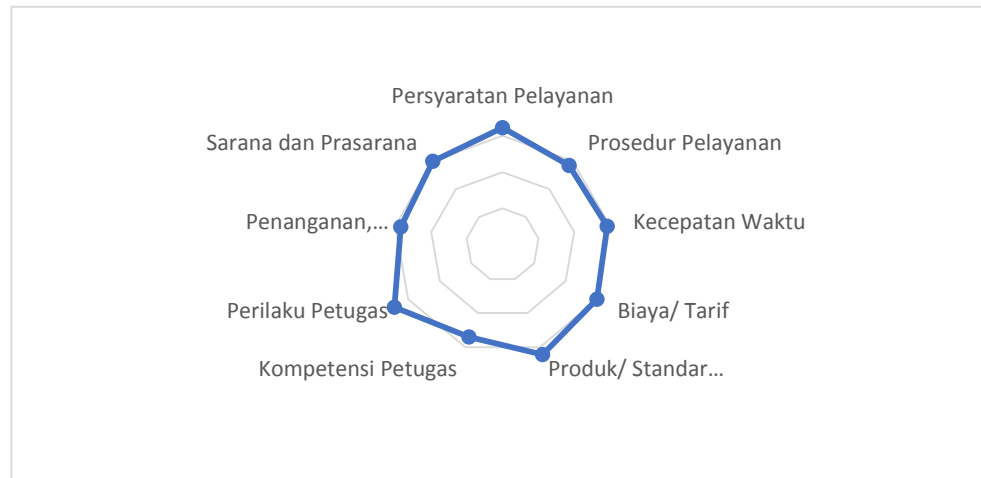 Persyaratan Pelayanan
Prosedur Pelayanan
Kecepatan Waktu
Biaya/ Tarif
Produk/ Standar...
Kompetensi Petugas
Perilaku Petugas
Penanganan,...
Sarana dan Prasarana